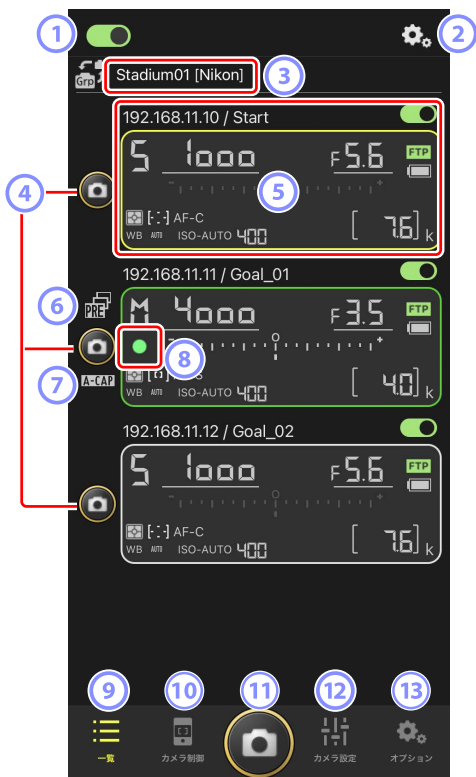 1
2
Grp
Stadium01 [Nikon]
3
192.168.11.10 / Start
S 1000 F5.6 FTP
4
5
AF-C
WB AUTO ISO-AUTO 400 [ 7.6] k
192.168.11.11 / Goal_01
6
PRE
M 4000 F3.5 FTP
8
7
A-CAP
WB AUTO ISO-AUTO 400 [ 4.0] k
192.168.11.12 / Goal_02
S 1000 F5.6 FTP
AF-C
WB AUTO ISO-AUTO 400 [ 7.6] k
9 10 11 12 13
一覧 カメラ制御 カメラ設定 オプション